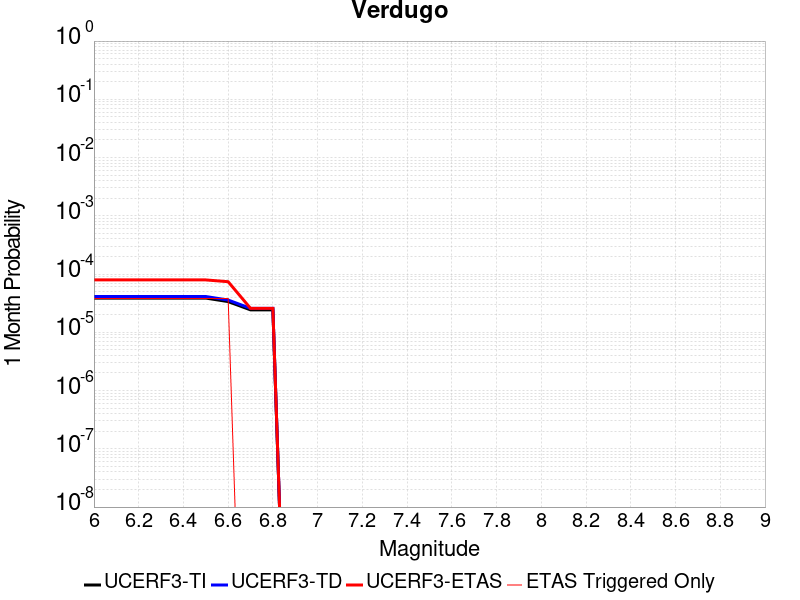 Verdugo
10^0
10^-1
10^-2
10^-3
10^-4
10^-5
10^-6
10^-7
10^-8
1 Month Probability
6 6.2 6.4 6.6 6.8 7 7.2 7.4 7.6 7.8 8 8.2 8.4 8.6 8.8 9
Magnitude
UCERF3-TI UCERF3-TD UCERF3-ETAS ETAS Triggered Only